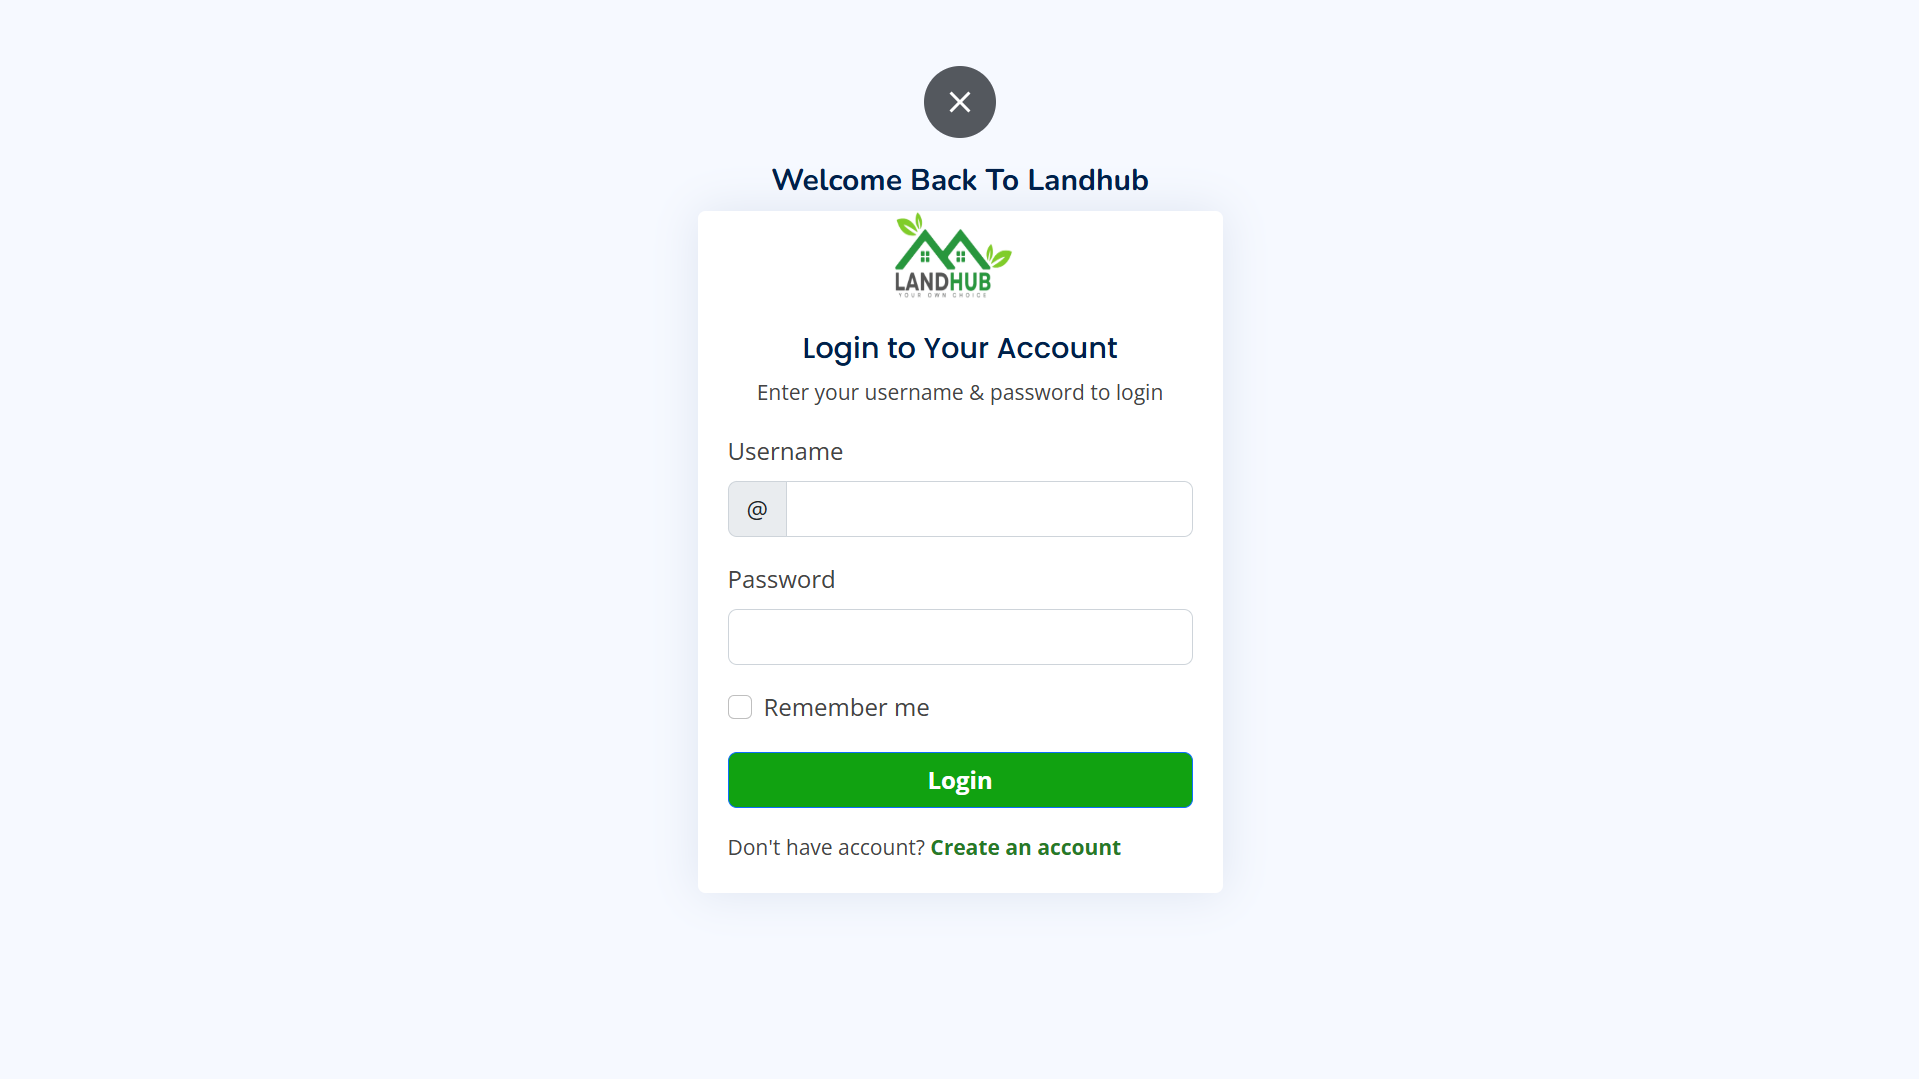 Welcome Back To Landhub
LANDHUB
YOUR OWN CHOICE
Login to Your Account
Enter your username & password to login
Username
@
Password
Remember me
Login
Don't have account? Create an account